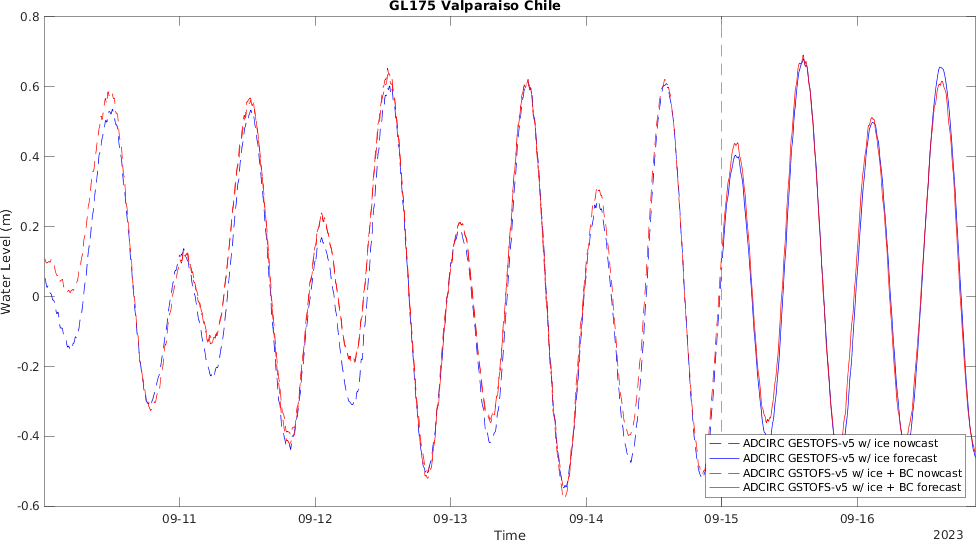 GL175 Valparaiso Chile
0.8
0.6
0.4
0.2
0
-0.2
-0.4
-0.6
Water Level (m)
ADCIRC GESTOFS-v5 w/ ice nowcast
ADCIRC GESTOFS-v5 w/ ice forecast
ADCIRC GSTOFS-v5 w/ ice + BC nowcast
ADCIRC GSTOFS-v5 w/ ice + BC forecast
09-11 09-12 09-13 09-14 09-15 09-16
Time
2023